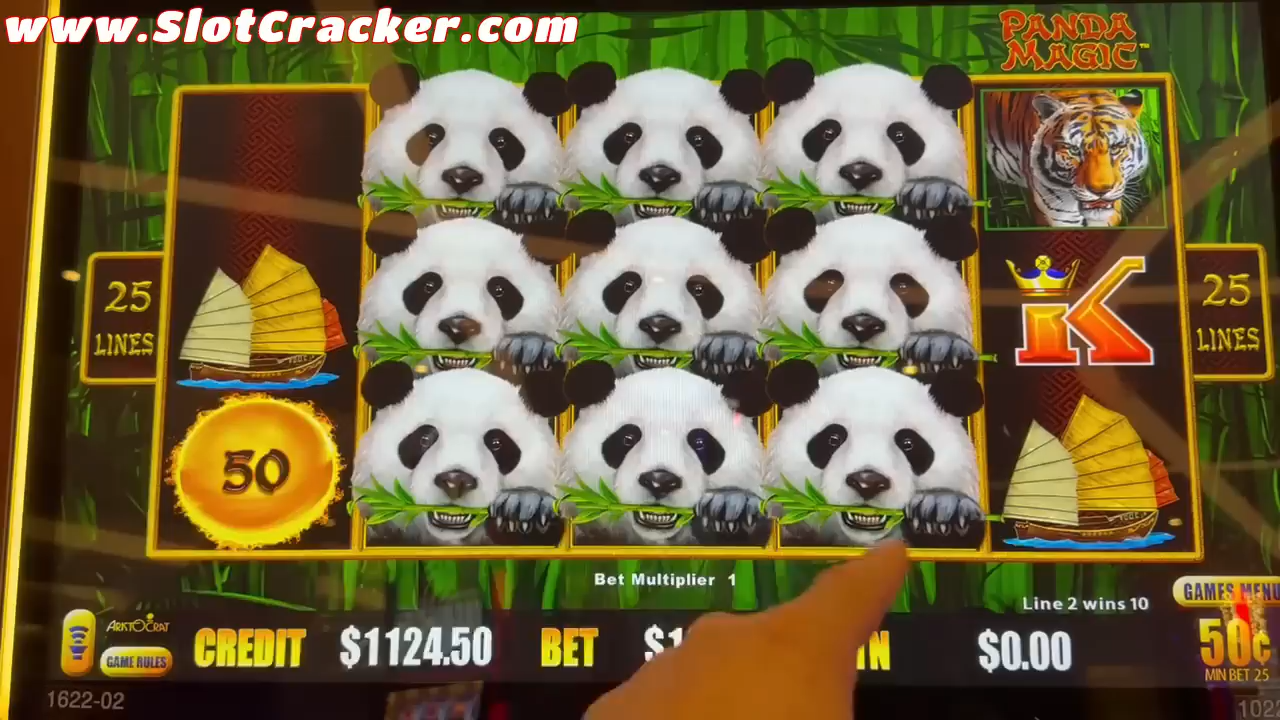 www.SlotCracker.com
PANDA
MAGIC™
25
LINES
K
25
LINES
50
Bet Multiplier 1
Line 2 wins 10
GAMES MENU
ARISTOCRAT
GAME RULES
CREDIT $1124.50 BET $0.00
50¢
MIN BET 25
1622-02